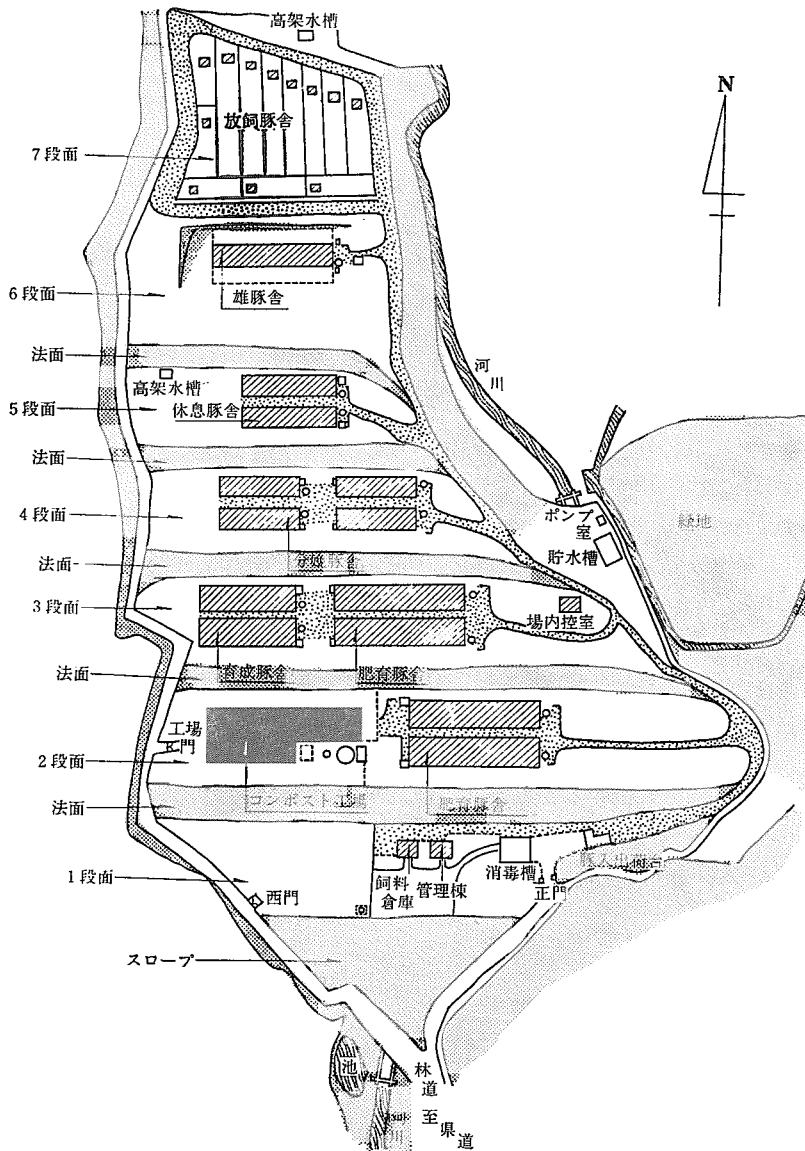 高架水槽
N
放飼豚舎
7段面
雄豚舎
6段面
法面
高架水槽
河川
5段面
休息豚舎
法面
4段面
ポンプ室
緑地
貯水槽
分娩豚舎
法面
3段面
場内控室
法面
育成豚舎
肥育豚舎
工場門
2段面
法面
コンポスト工場
肥育豚舎
1段面
西門
飼料倉庫
管理棟
消毒槽
正門
豚入出荷台
スロープ
池
林道
至県道
川